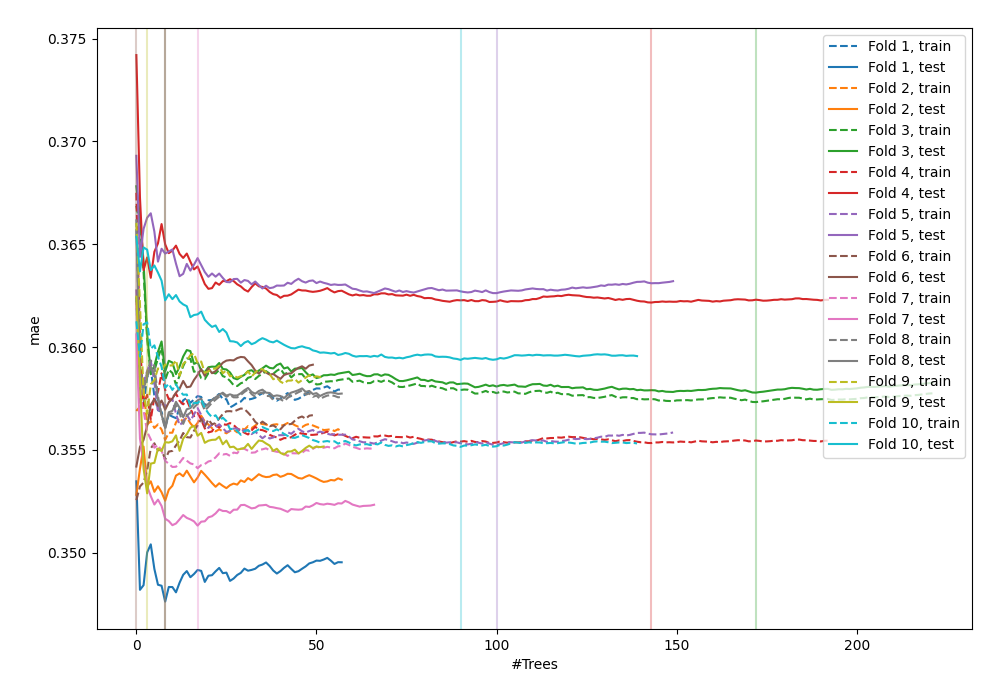 0.375
0.370
0.365
0.360
0.355
0.350
mae
0
50
100
150
200
#Trees
Fold 1, train
Fold 1, test
Fold 2, train
Fold 2, test
Fold 3, train
Fold 3, test
Fold 4, train
Fold 4, test
Fold 5, train
Fold 5, test
Fold 6, train
Fold 6, test
Fold 7, train
Fold 7, test
Fold 8, train
Fold 8, test
Fold 9, train
Fold 9, test
Fold 10, train
Fold 10, test